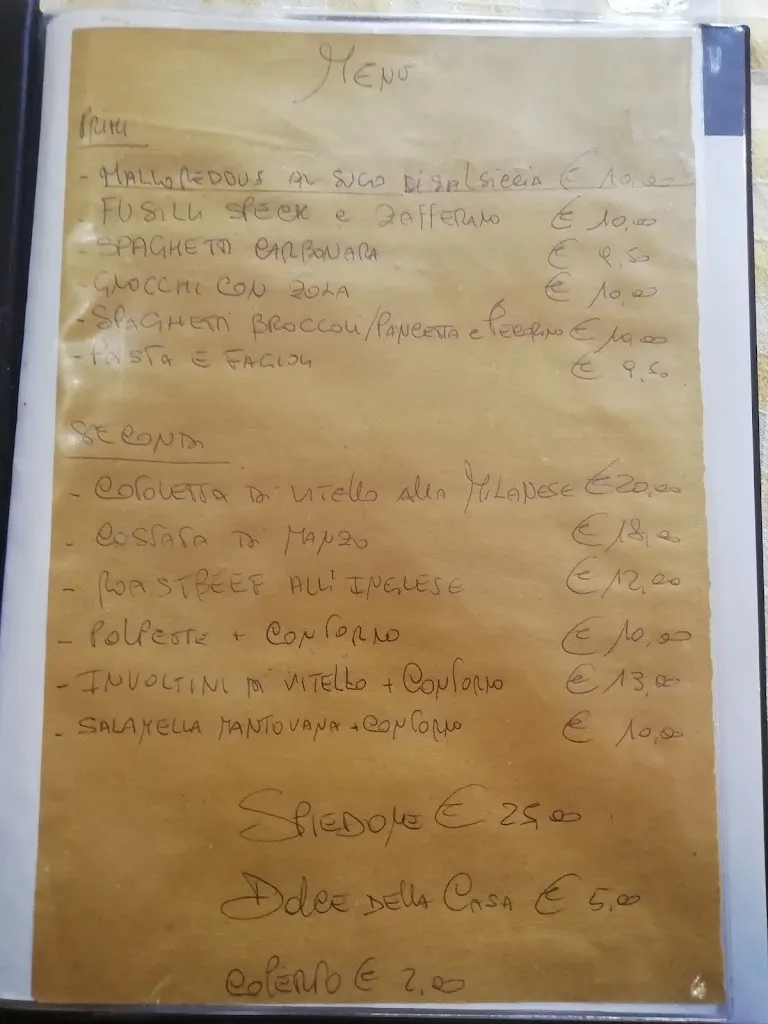 MENU
PRIMI
- MALLOREDDUS AL SUGO DI SALSICCIA € 10,00
- FUSILLI SPECK e ZAFFERANO € 10,00
- SPAGHETTI CARBONARA € 9,50
- GNOCCHI CON ZOLA € 10,00
- SPAGHETTI BROCCOLI/PANCETTA e PECORINO € 10,00
- PASTA E FAGIOLI € 9,50
SECONDI
- COTOLETTA DI VITELLO ALLA MILANESE € 20,00
- COSTATA DI MANZO € 18,00
- ROASTBEEF ALL'INGLESE € 12,00
- POLPETTE + CONTORNO € 10,00
- INVOLTINI DI VITELLO + CONTORNO € 13,00
- SALAMELLA MANTOVANA + CONTORNO € 10,00
SPIEDONE € 25,00
DOLCE DELLA CASA € 5,00
COPERTO € 2,00